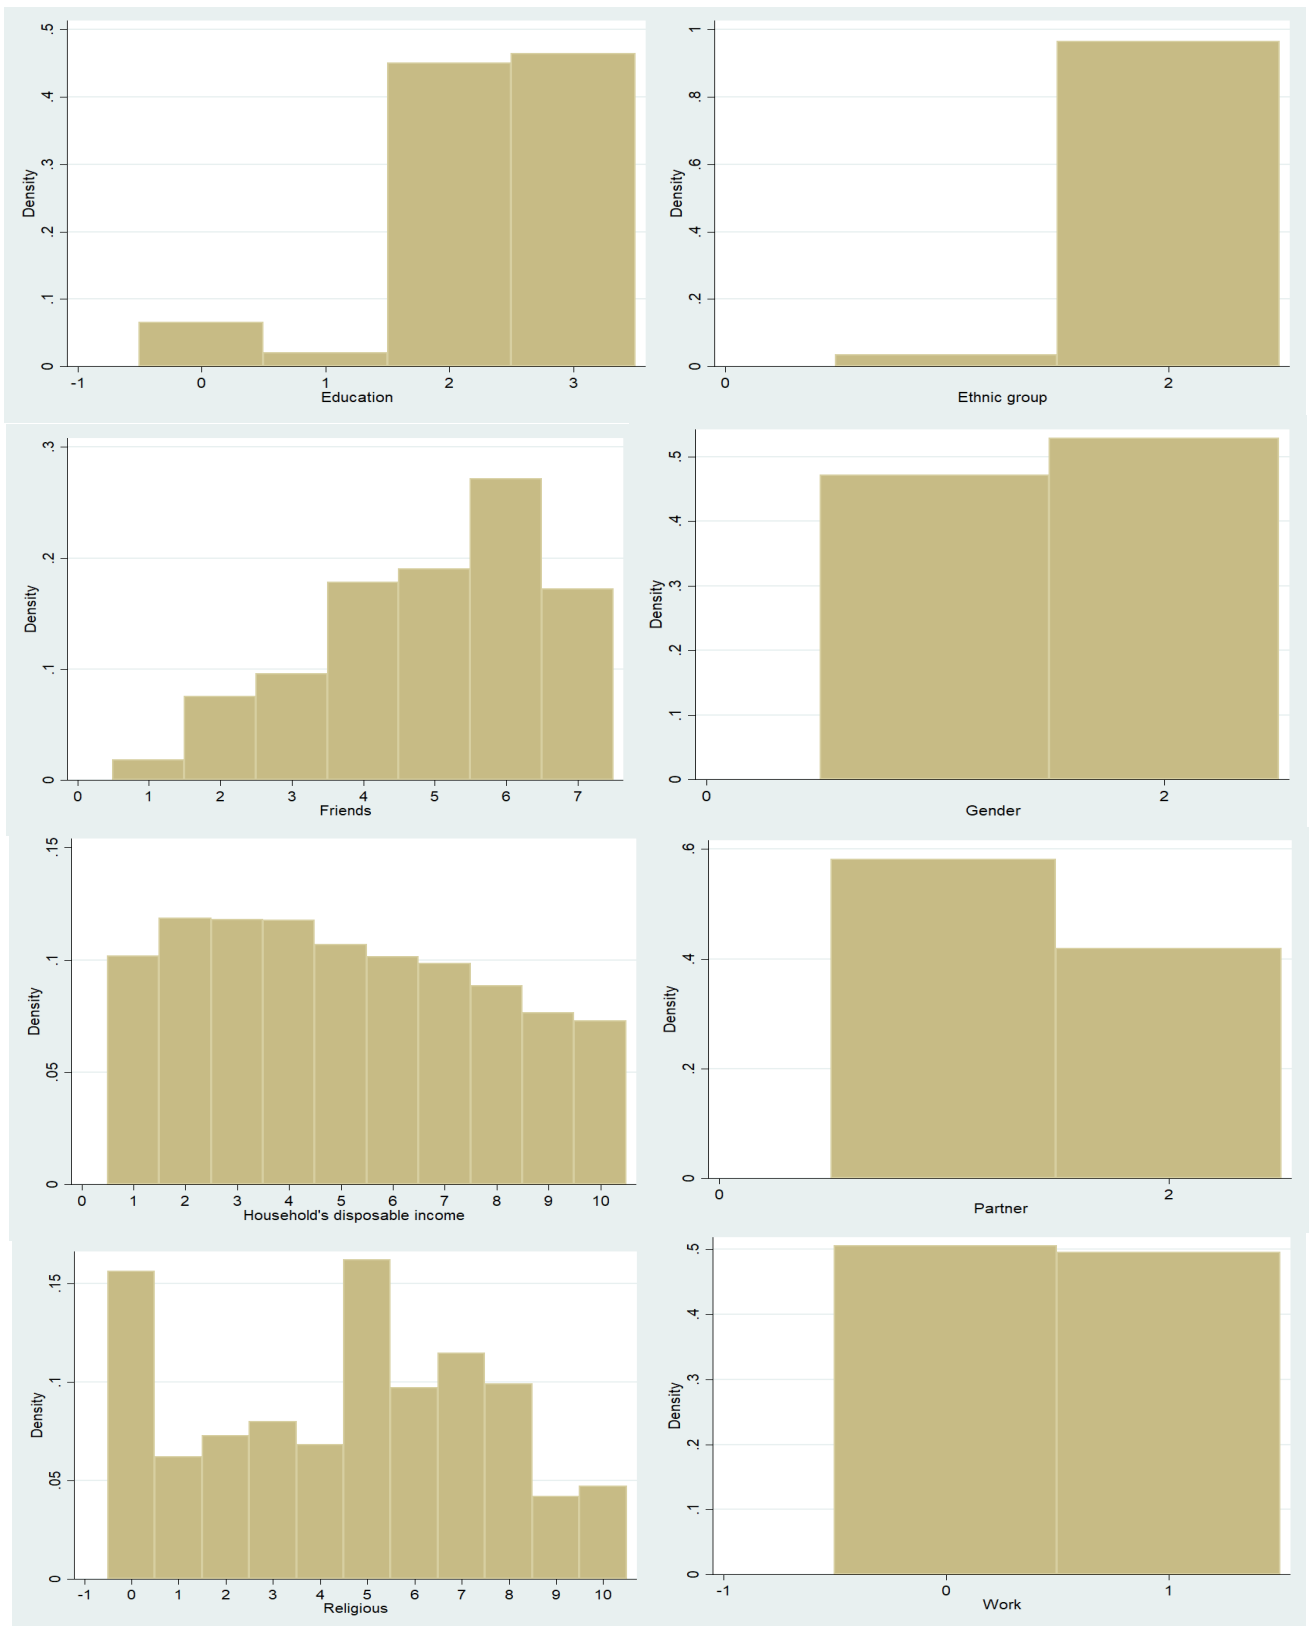 .5
.4
.3
.2
.1
0
Density
-1 0 1 2 3
Education
1
.8
.6
.4
.2
0
Density
0 2
Ethnic group
.3
.2
.1
0
Density
0 1 2 3 4 5 6 7
Friends
.5
.4
.3
.2
.1
0
Density
0 2
Gender
.15
.1
.05
0
Density
0 1 2 3 4 5 6 7 8 9 10
Household's disposable income
.6
.4
.2
0
Density
0 2
Partner
.15
.1
.05
0
Density
-1 0 1 2 3 4 5 6 7 8 9 10
Religious
.5
.4
.3
.2
.1
0
Density
-1 0 1
Work